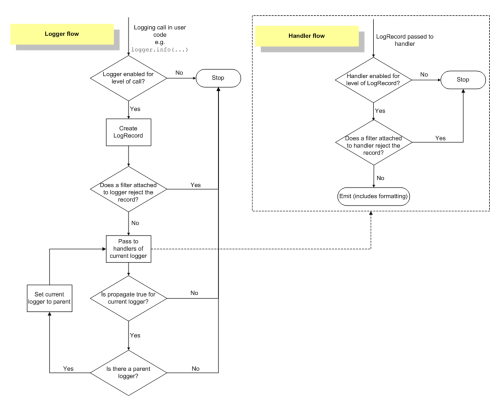 Logger flow
Logging call in user
code
e.g.
logger.info(...)
Logger enabled for
level of call?
No
Stop
Yes
Create
LogRecord
Does a filter attached
to logger reject the
record?
Yes
No
Pass to
handlers of
current logger
Set current
logger to parent
Is propagate true for
current logger?
No
Yes
Is there a parent
logger?
Yes
No
Handler flow
LogRecord passed to
handler
Handler enabled for
level of LogRecord?
No
Stop
Yes
Does a filter attached
to handler reject the
record?
Yes
No
Emit (includes formatting)